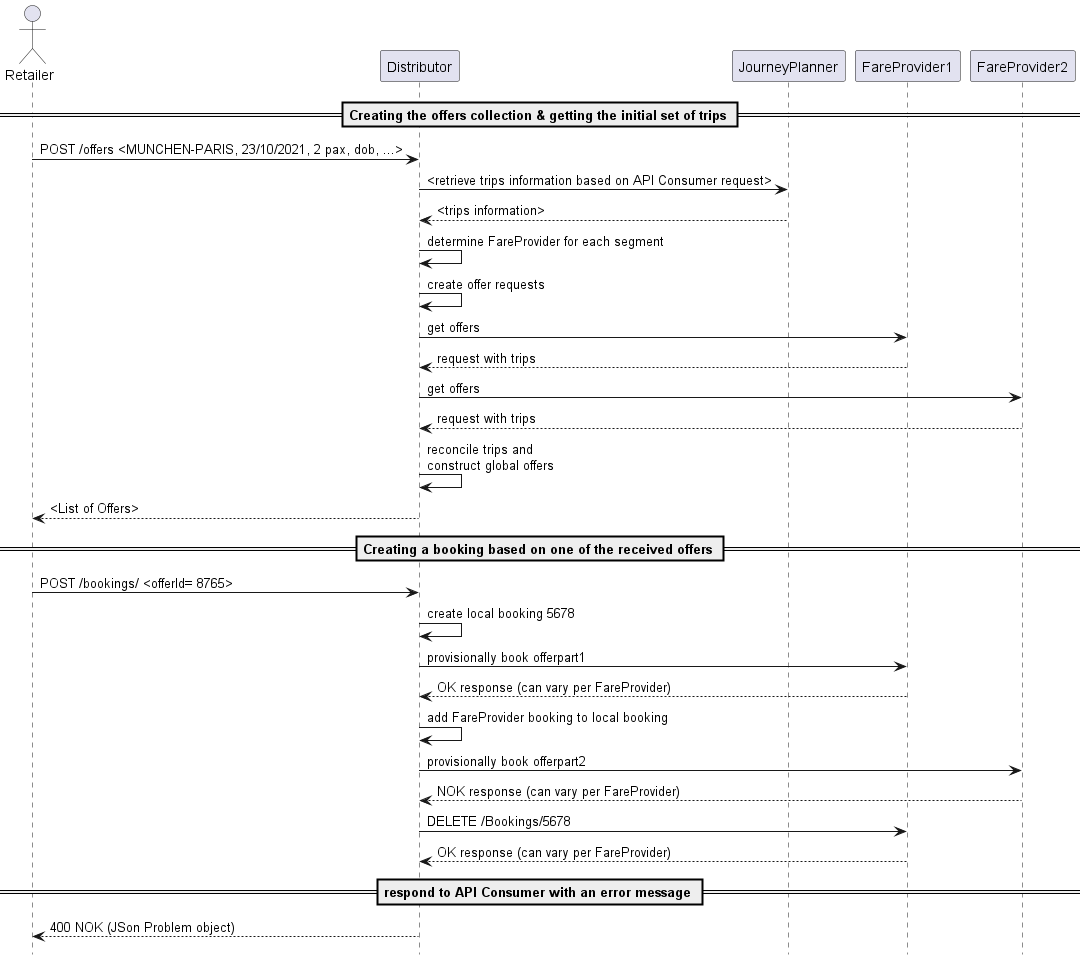 Retailer
Distributor
JourneyPlanner
FareProvider1
FareProvider2
Creating the offers collection & getting the initial set of trips
POST /offers <MUNCHEN-PARIS, 23/10/2021, 2 pax, dob, ...>
<retrieve trips information based on API Consumer request>
<trips information>
determine FareProvider for each segment
create offer requests
get offers
request with trips
get offers
request with trips
reconcile trips and
construct global offers
<List of Offers>
Creating a booking based on one of the received offers
POST /bookings/ <offerId= 8765>
create local booking 5678
provisionally book offerpart1
OK response (can vary per FareProvider)
add FareProvider booking to local booking
provisionally book offerpart2
NOK response (can vary per FareProvider)
DELETE /Bookings/5678
OK response (can vary per FareProvider)
respond to API Consumer with an error message
400 NOK (JSon Problem object)